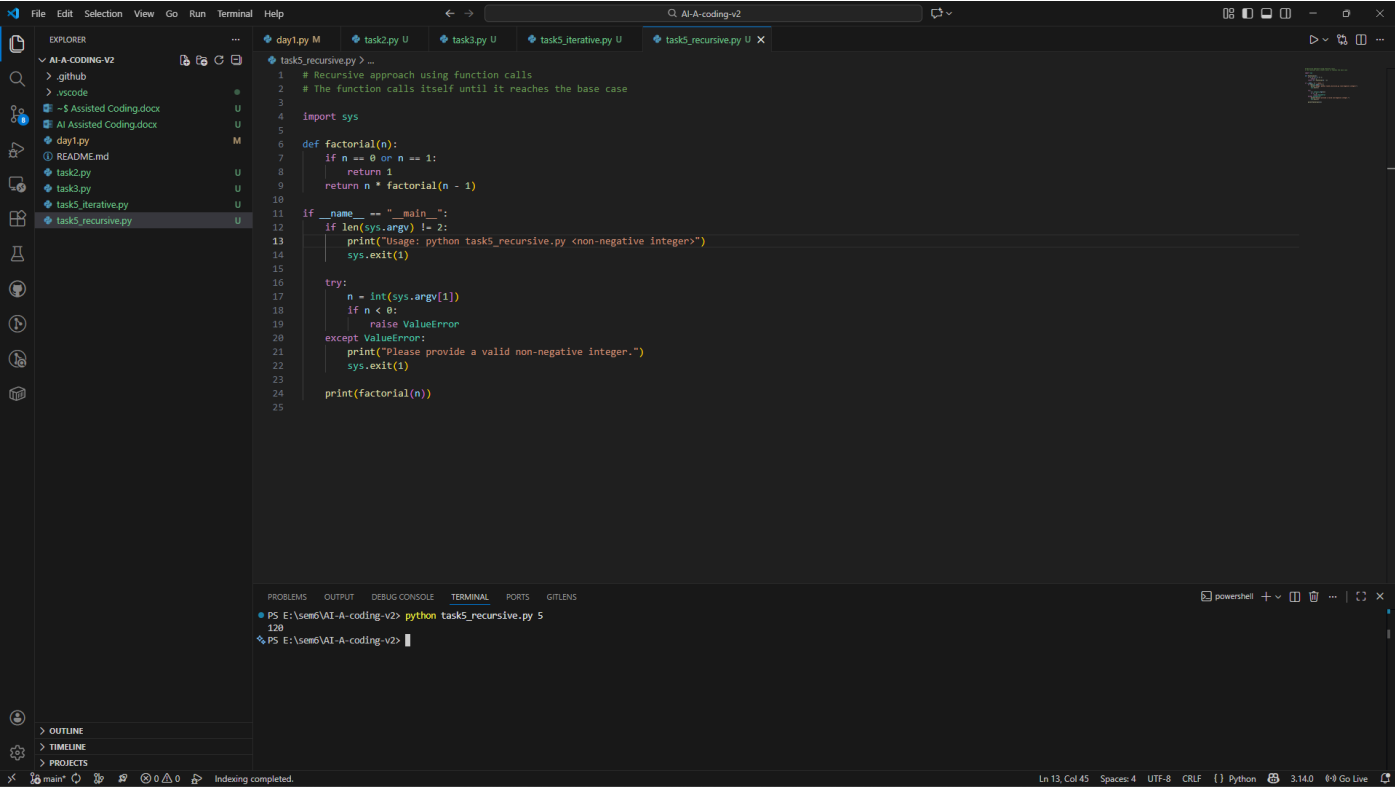 File Edit Selection View Go Run Terminal Help
AI-A-coding-v2
EXPLORER
day1.py M
task2.py U
task3.py U
task5_iterative.py U
task5_recursive.py U
AI-A-CODING-V2
.github
.vscode
~$ Assisted Coding.docx U
AI Assisted Coding.docx U
day1.py M
README.md
task2.py U
task3.py U
task5_iterative.py U
task5_recursive.py U
8
task5_recursive.py > ...
1 # Recursive approach using function calls
2 # The function calls itself until it reaches the base case
3
4 import sys
5
6 def factorial(n):
7     if n == 0 or n == 1:
8         return 1
9     return n * factorial(n - 1)
10
11 if __name__ == "__main__":
12     if len(sys.argv) != 2:
13         print("Usage: python task5_recursive.py <non-negative integer>")
14         sys.exit(1)
15
16     try:
17         n = int(sys.argv[1])
18         if n < 0:
19             raise ValueError
20     except ValueError:
21         print("Please provide a valid non-negative integer.")
22         sys.exit(1)
23
24     print(factorial(n))
25
PROBLEMS OUTPUT DEBUG CONSOLE TERMINAL PORTS GITLENS
powershell
PS E:\sem6\AI-A-coding-v2> python task5_recursive.py 5
120
PS E:\sem6\AI-A-coding-v2>
OUTLINE
TIMELINE
PROJECTS
main* 0 0 Indexing completed.
Ln 13, Col 45 Spaces: 4 UTF-8 CRLF { } Python 3.14.0 Go Live